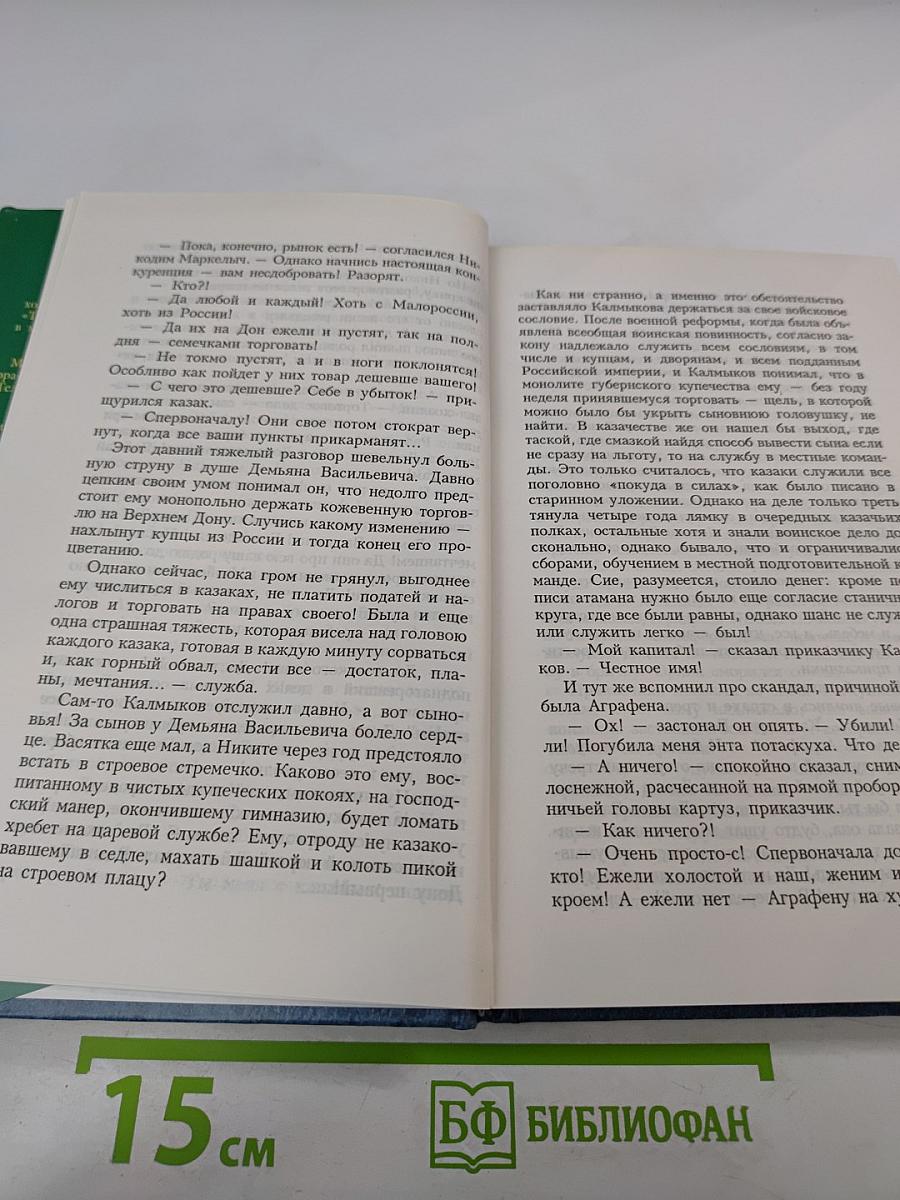 — Пока, конечно, рынок есть! — согласился Ни-
кодим Маркелыч. — Однако начнись настоящая кон-
куренция — вам несдобровать! Разорят.
— Кто?!
— Да любой и каждый! Хоть с Малороссии,
хоть из России!
— Да их на Дон ежели и пустят, так на пол-
дня — семечками торговать!
— Не токмо пустят, а и в ноги поклонятся!
Особливо как пойдет у них товар дешевше вашего!
— С чего это дешевше? Себе в убыток! — при-
щурился казак.
— Спервоначалу! Они свое потом стократ вер-
нут, когда все ваши пункты прикарманят...
Этот давний тяжелый разговор шевельнул боль-
ную струну в душе Демьяна Васильевича. Давно
цепким своим умом понимал он, что недолго пред-
стоит ему монопольно держать кожевенную торгов-
лю на Верхнем Дону. Случись какому изменению —
нахлынут купцы из России и тогда конец его про-
цветанию.
Однако сейчас, пока гром не грянул, выгоднее
ему числиться в казаках, не платить податей и на-
логов и торговать на правах своего! Была и еще
одна страшная тяжесть, которая висела над головою
каждого казака, готовая в каждую минуту сорваться
и, как горный обвал, смести все — достаток, пла-
ны, мечтания... — служба.
Сам-то Калмыков отслужил давно, а вот сыно-
вья! За сынов у Демьяна Васильевича болело серд-
це. Васятка еще мал, а Никите через год предстояло
встать в строевое стремечко. Каково это ему, вос-
питанному в чистых купеческих покоях, на господ-
ский манер, окончившему гимназию, будет ломать
хребет на царевой службе? Ему, отроду не казако-
вавшему в седле, махать шашкой и колоть пикой
на строевом плацу?
Как ни странно, а именно это обстоятельство
заставляло Калмыкова держаться за свое войсковое
сословие. После военной реформы, когда была объ-
явлена всеобщая воинская повинность, согласно за-
кону надлежало служить всем сословиям, в том
числе и купцам, и дворянам, и всем подданным
Российской империи, и Калмыков понимал, что в
монолите губернского купечества ему — без году
неделя принявшемуся торговать — щель, в которой
можно было бы укрыть сыновнюю головушку, не
найти. В казачестве же он нашел бы выход, где
таской, где смазкой найдя способ вывести сына если
не сразу на льготу, то на службу в местные коман-
ды. Это только считалось, что казаки служили все
поголовно «покуда в силах», как было писано в
старинном уложении. Однако на деле только треть
тянула четыре года лямку в очередных казачьих
полках, остальные хотя и знали воинское дело до
сконально, однако бывало, что и ограничивалис
сборами, обучением в местной подготовительной к
манде. Сие, разумеется, стоило денег: кроме по
писи атамана нужно было еще согласие станичн
круга, где все были равны, однако шанс не служ
или служить легко — был!
— Мой капитал! — сказал приказчику Ка
ков. — Честное имя!
И тут же вспомнил про скандал, причиной
была Аграфена.
— Ох! — застонал он опять. — Убили!
ли! Погубила меня энта потаскуха. Что де
— А ничего! — спокойно сказал, сним
лоснежной, расчесанной на прямой пробор
ничьей головы картуз, приказчик.
— Как ничего?!
— Очень просто-с! Спервоначала до
кто! Ежели холостой и наш, женим и
кроем! А ежели нет — Аграфену на ху
15 см
БФ БИБЛИОФАН